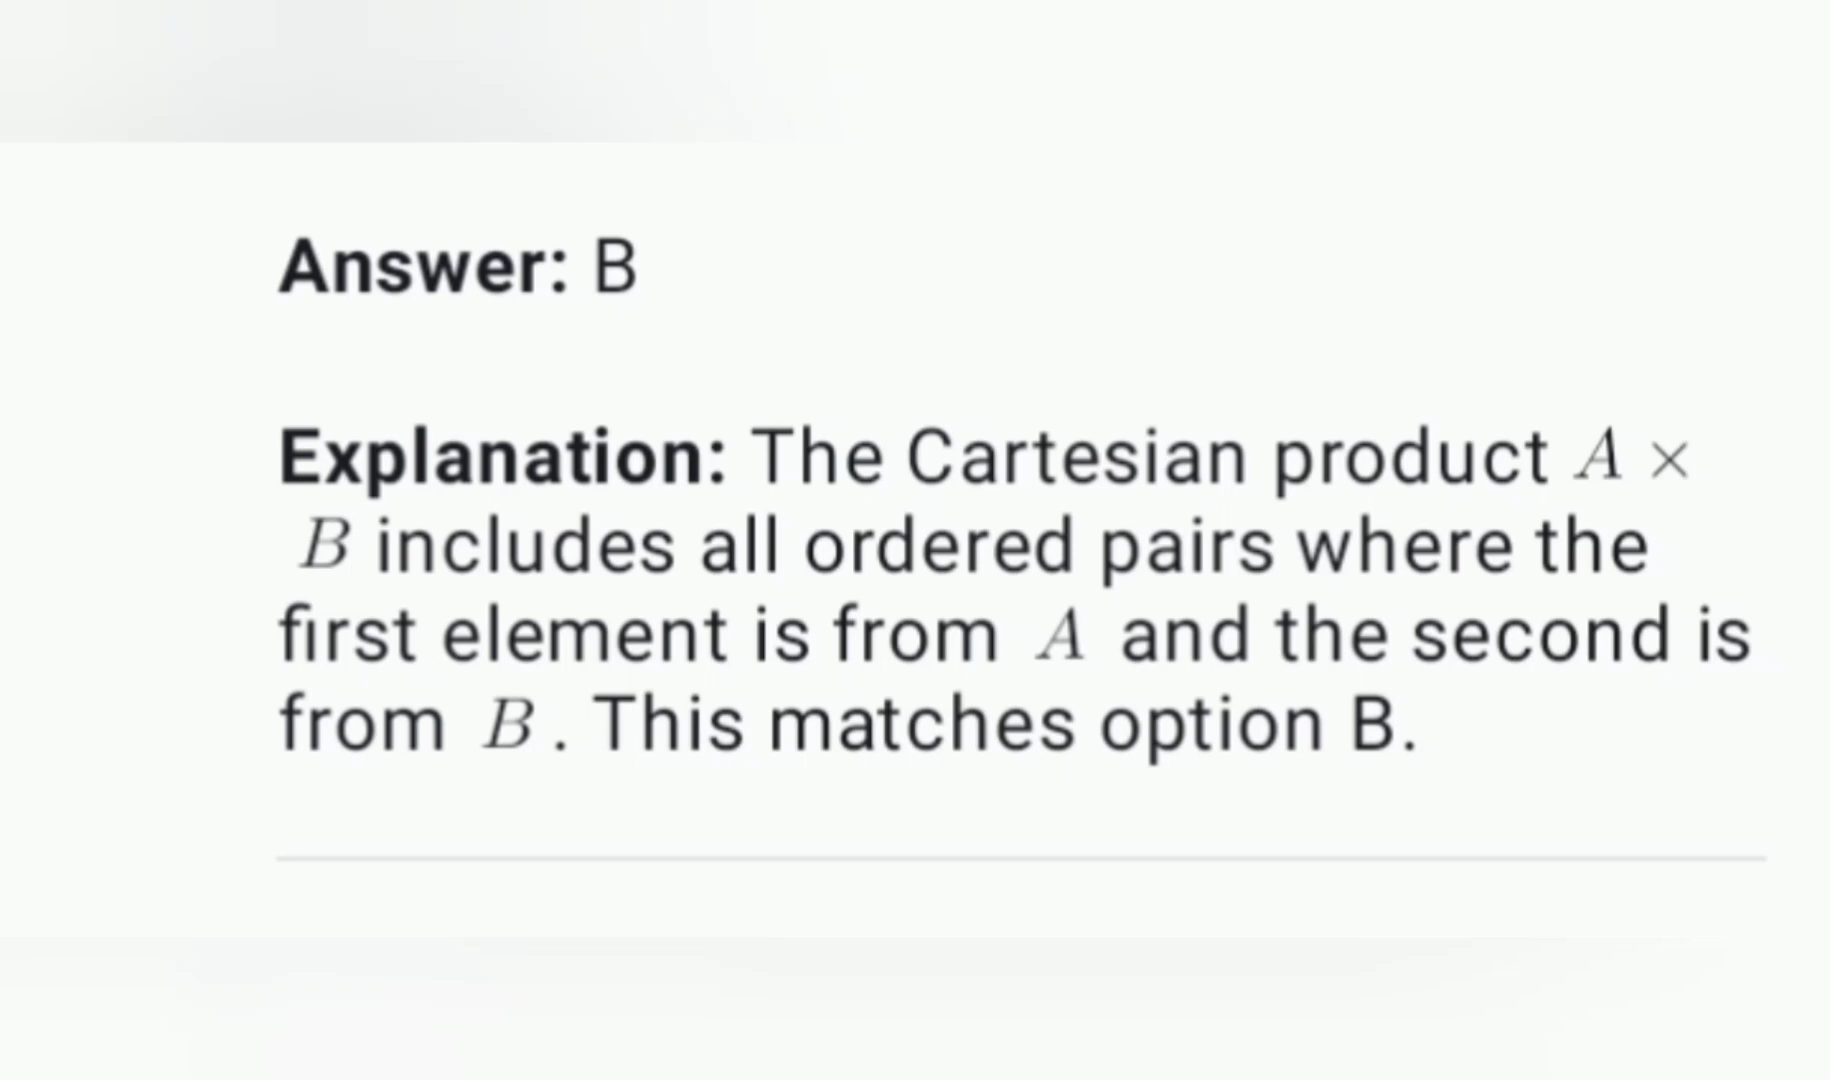 Answer: B
Explanation: The Cartesian product A ×
B includes all ordered pairs where the
first element is from A and the second is
from B. This matches option B.